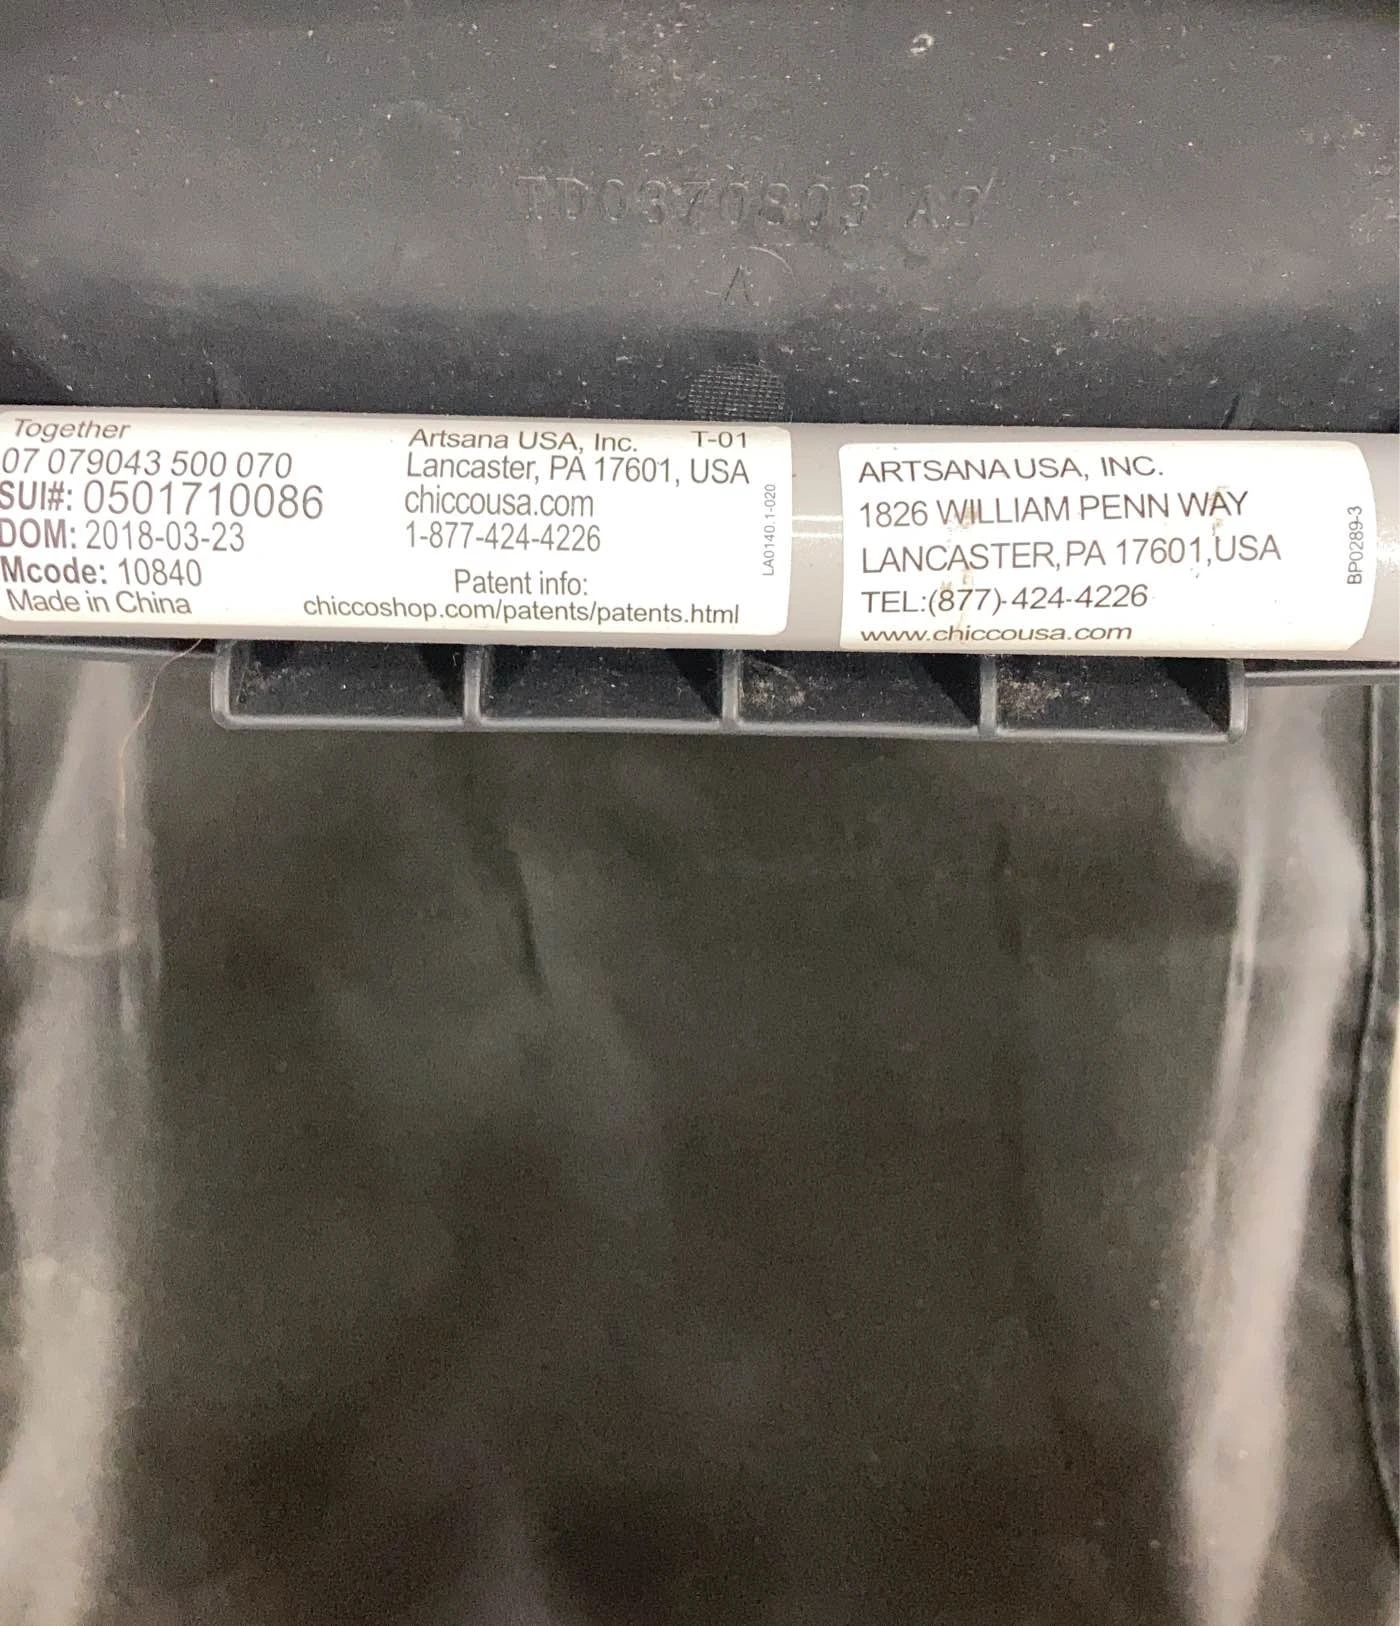 TD0370803 A3
A
Together
07 079043 500 070
SUI#: 0501710086
DOM: 2018-03-23
Mcode: 10840
Made in China
Artsana USA, Inc. T-01
Lancaster, PA 17601, USA
chiccousa.com
1-877-424-4226
Patent info:
chiccoshop.com/patents/patents.html
LA0140.1-020
ARTSANA USA, INC.
1826 WILLIAM PENN WAY
LANCASTER, PA 17601, USA
TEL:(877)-424-4226
www.chiccousa.com
BP0289-3